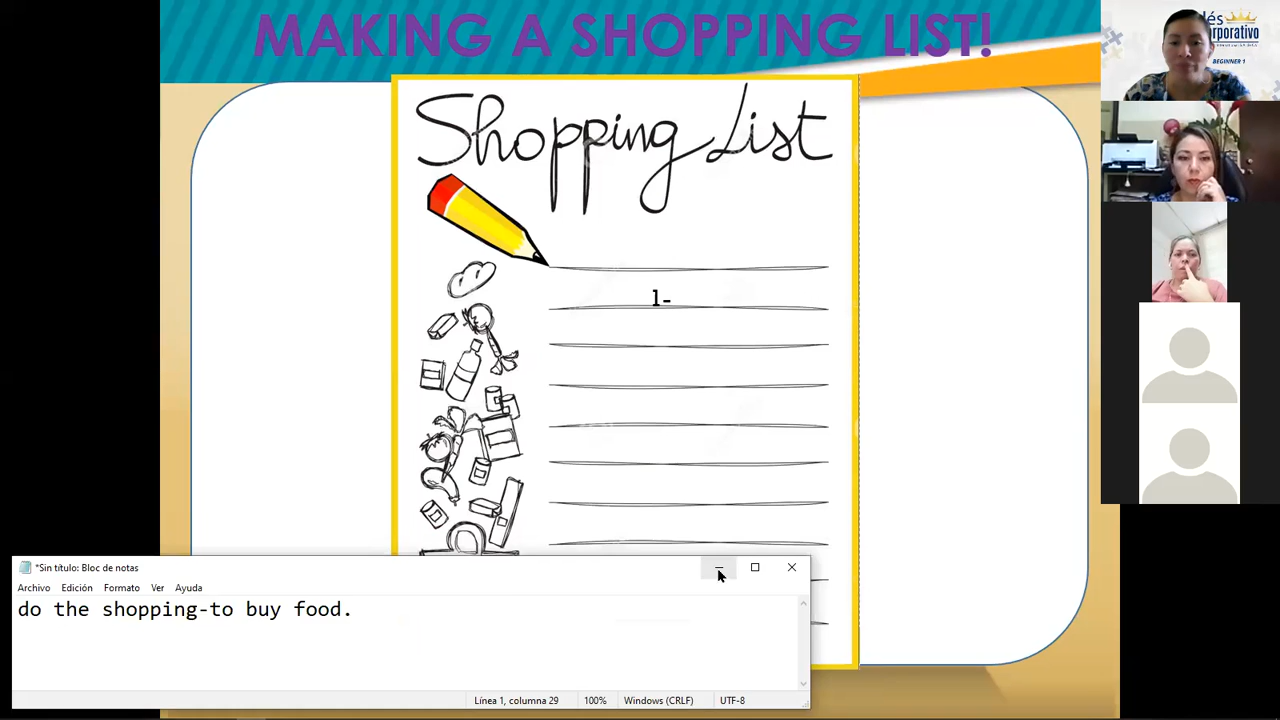 MAKING A SHOPPING LIST!
Shopping List
1-
BEGINNER 1
*Sin título: Bloc de notas
Archivo Edición Formato Ver Ayuda
do the shopping-to buy food.
Línea 1, columna 29 100% Windows (CRLF) UTF-8